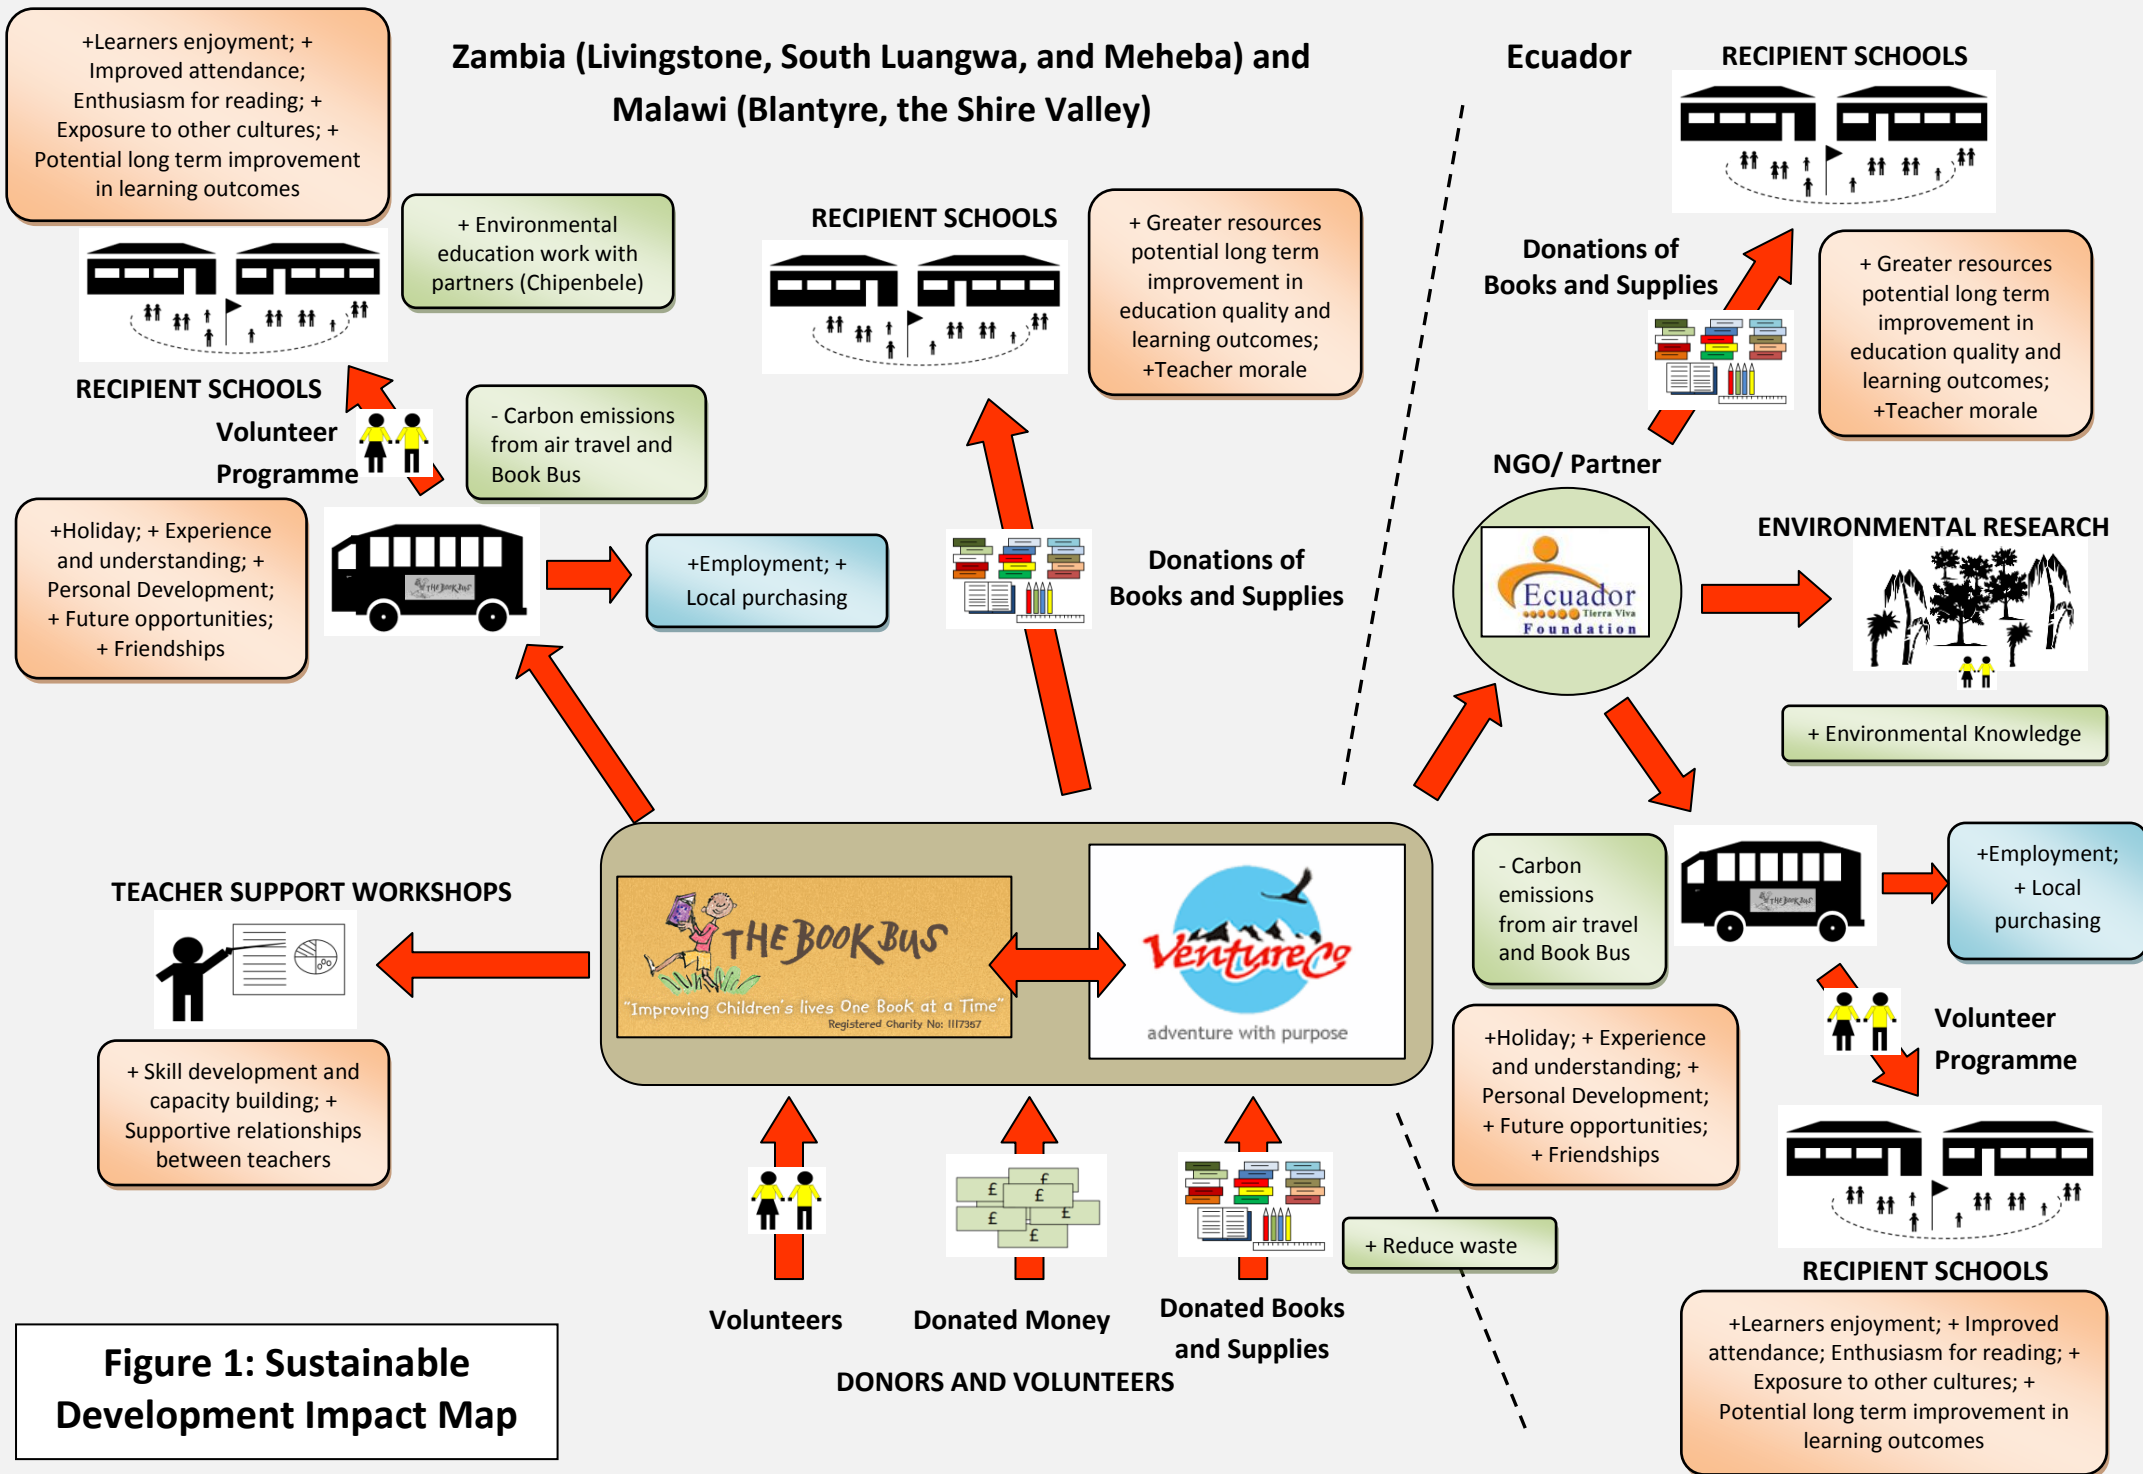 +Learners enjoyment; +
Improved attendance;
Enthusiasm for reading; +
Exposure to other cultures; +
Potential long term improvement
in learning outcomes
Zambia (Livingstone, South Luangwa, and Meheba) and
Malawi (Blantyre, the Shire Valley)
Ecuador
RECIPIENT SCHOOLS
+ Environmental
education work with
partners (Chipenbele)
RECIPIENT SCHOOLS
+ Greater resources
potential long term
improvement in
education quality and
learning outcomes;
+Teacher morale
Donations of
Books and Supplies
+ Greater resources
potential long term
improvement in
education quality and
learning outcomes;
+Teacher morale
RECIPIENT SCHOOLS
Volunteer
Programme
- Carbon emissions
from air travel and
Book Bus
NGO/ Partner
+Holiday; + Experience
and understanding; +
Personal Development;
+ Future opportunities;
+ Friendships
THE BOOK BUS
+Employment; +
Local purchasing
Donations of
Books and Supplies
Ecuador
Tierra Viva
Foundation
ENVIRONMENTAL RESEARCH
+ Environmental Knowledge
TEACHER SUPPORT WORKSHOPS
+ Skill development and
capacity building; +
Supportive relationships
between teachers
THE BOOK BUS
"Improving Children's lives One Book at a Time"
Registered Charity No: 1117357
VentureCo
adventure with purpose
- Carbon
emissions
from air travel
and Book Bus
THE BOOK BUS
+Employment;
+ Local
purchasing
+Holiday; + Experience
and understanding; +
Personal Development;
+ Future opportunities;
+ Friendships
Volunteer
Programme
£
£
£
£
£
£
+ Reduce waste
RECIPIENT SCHOOLS
Volunteers
Donated Money
Donated Books
and Supplies
DONORS AND VOLUNTEERS
+Learners enjoyment; + Improved
attendance; Enthusiasm for reading; +
Exposure to other cultures; +
Potential long term improvement in
learning outcomes
Figure 1: Sustainable
Development Impact Map